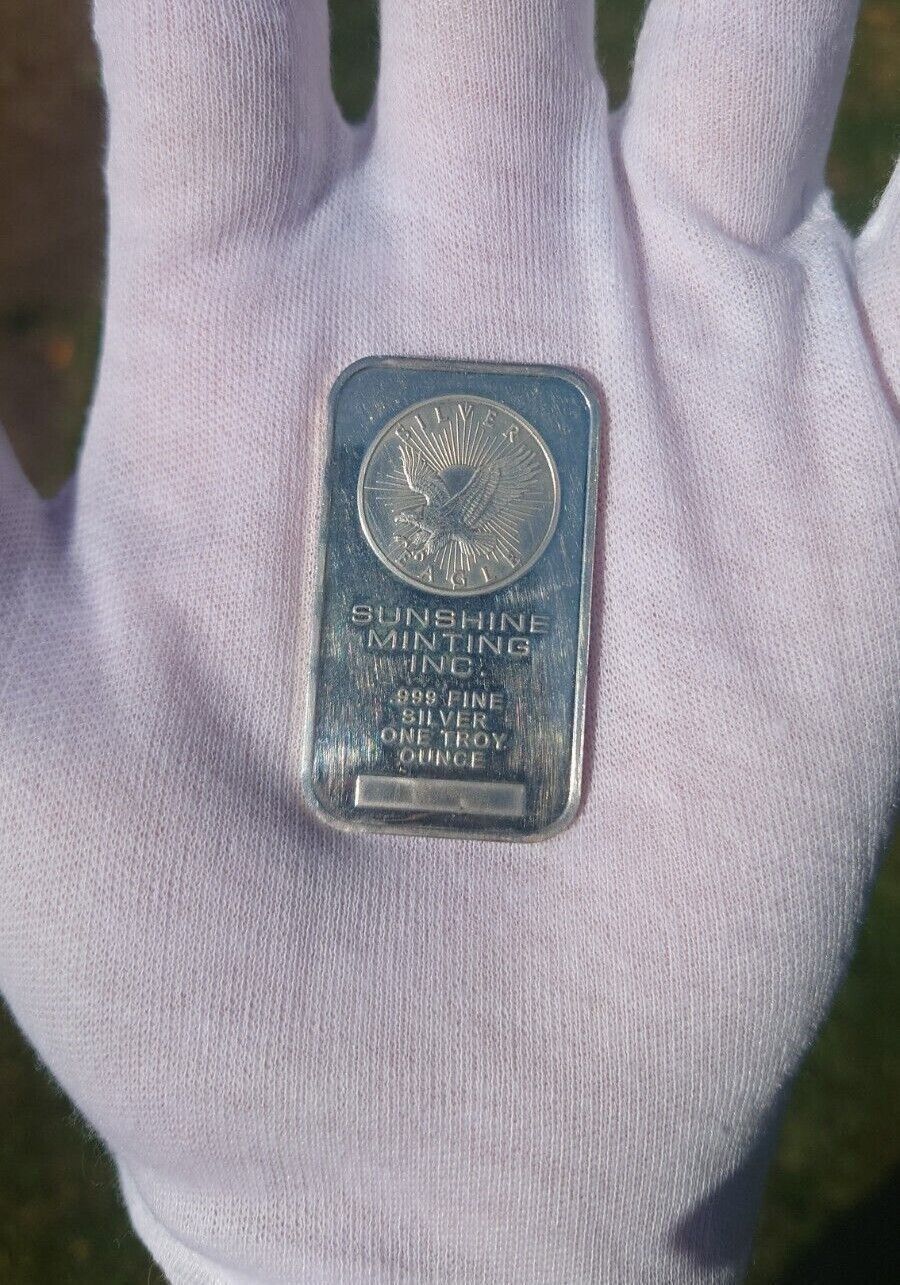 SILVER
EAGLE
SUNSHINE
MINTING
INC.
.999 FINE
SILVER
ONE TROY
OUNCE